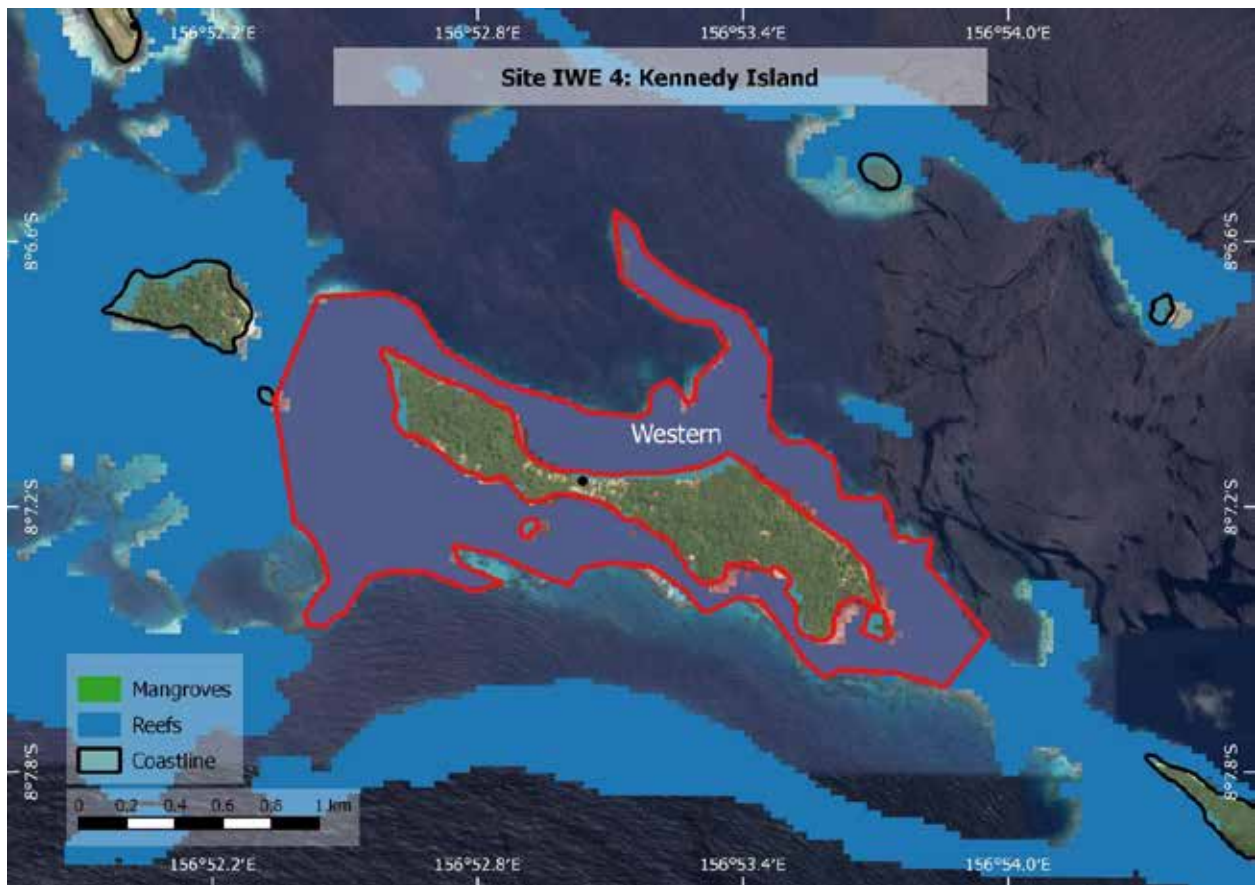 156°52.2'E 156°52.8'E 156°53.4'E 156°54.0'E
Site IWE 4: Kennedy Island
8°6.6'S
8°6.6'S
Western
8°7.2'S
8°7.2'S
Mangroves
Reefs
Coastline
8°7.8'S
8°7.8'S
0 0.2 0.4 0.6 0.8 1 km
156°52.2'E 156°52.8'E 156°53.4'E 156°54.0'E